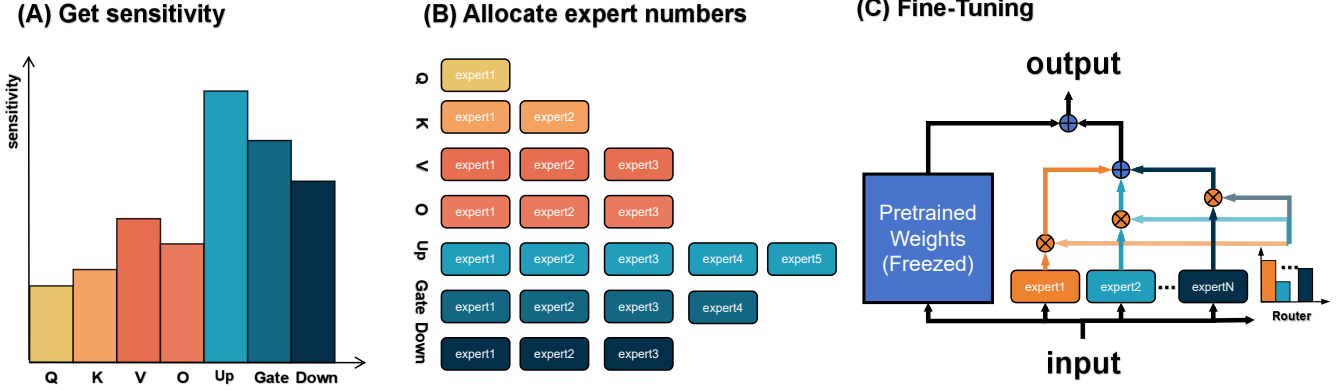 (A) Get sensitivity
sensitivity
Q K V O Up Gate Down
(B) Allocate expert numbers
Q expert1
K expert1 expert2
V expert1 expert2 expert3
O expert1 expert2 expert3
Up expert1 expert2 expert3 expert4 expert5
Gate expert1 expert2 expert3 expert4
Down expert1 expert2 expert3
(C) Fine-Tuning
output
Pretrained
Weights
(Freezed)
expert1 expert2 ··· expertN
···
Router
input